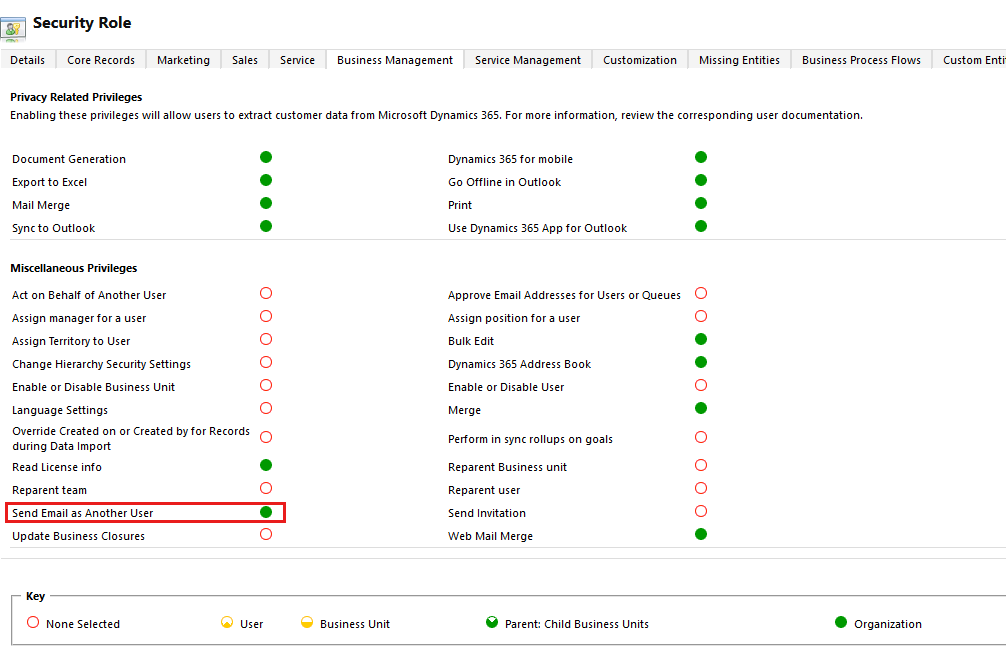 Security Role
Details Core Records Marketing Sales Service Business Management Service Management Customization Missing Entities Business Process Flows Custom Enti
Privacy Related Privileges
Enabling these privileges will allow users to extract customer data from Microsoft Dynamics 365. For more information, review the corresponding user documentation.
Document Generation Dynamics 365 for mobile
Export to Excel Go Offline in Outlook
Mail Merge Print
Sync to Outlook Use Dynamics 365 App for Outlook
Miscellaneous Privileges
Act on Behalf of Another User Approve Email Addresses for Users or Queues
Assign manager for a user Assign position for a user
Assign Territory to User Bulk Edit
Change Hierarchy Security Settings Dynamics 365 Address Book
Enable or Disable Business Unit Enable or Disable User
Language Settings Merge
Override Created on or Created by for Records
during Data Import Perform in sync rollups on goals
Read License info Reparent Business unit
Reparent team Reparent user
Send Email as Another User Send Invitation
Update Business Closures Web Mail Merge
Key
None Selected User Business Unit Parent: Child Business Units Organization